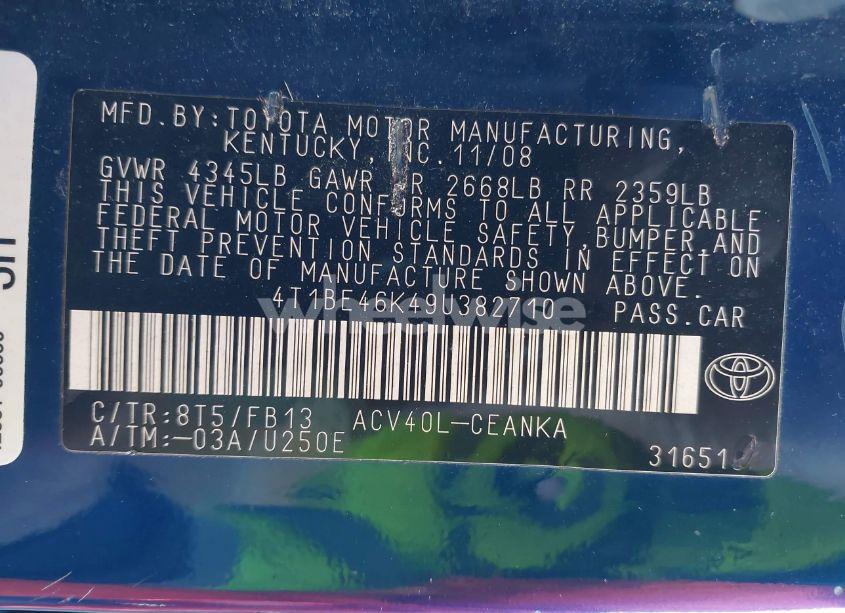 MFD.BY:TOYOTA MOTOR MANUFACTURING,
KENTUCKY, INC.11/08
GVWR 4345LB GAWR FR 2668LB RR 2359LB
THIS VEHICLE CONFORMS TO ALL APPLICABLE
FEDERAL MOTOR VEHICLE SAFETY,BUMPER,AND
THEFT PREVENTION STANDARDS IN EFFECT ON
THE DATE OF MANUFACTURE SHOWN ABOVE.
4T1BE46K49U382710 PASS.CAR
wheelwise
C/TR:8T5/FB13 ACV40L-CEANKA
A/TM:-03A/U250E
31651